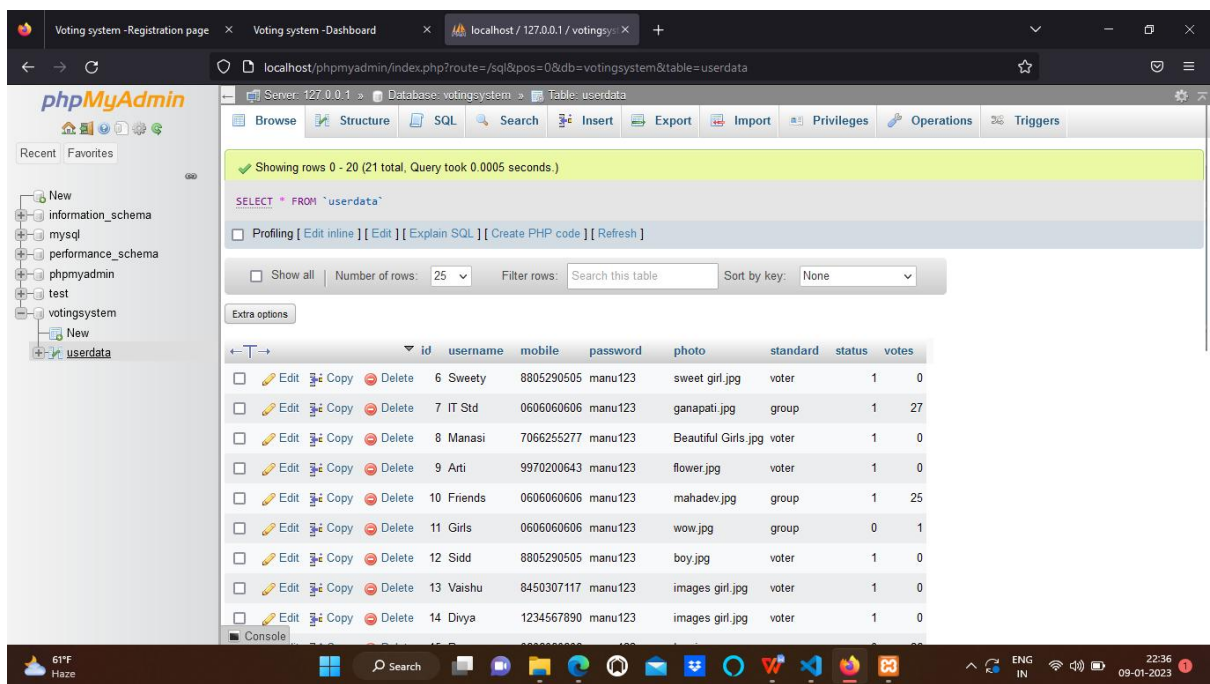 Voting system -Registration page × Voting system -Dashboard × localhost / 127.0.0.1 / votingsys × +
localhost/phpmyadmin/index.php?route=/sql&pos=0&db=votingsystem&table=userdata
phpMyAdmin
Recent Favorites
New
information_schema
mysql
performance_schema
phpmyadmin
test
votingsystem
New
userdata
Server: 127.0.0.1 » Database: votingsystem » Table: userdata
Browse Structure SQL Search Insert Export Import Privileges Operations Triggers
Showing rows 0 - 20 (21 total, Query took 0.0005 seconds.)
SELECT * FROM `userdata`
Profiling [ Edit inline ] [ Edit ] [ Explain SQL ] [ Create PHP code ] [ Refresh ]
Show all | Number of rows: 25 Filter rows: Search this table Sort by key: None
Extra options
←T→ id username mobile password photo standard status votes
Edit Copy Delete 6 Sweety 8805290505 manu123 sweet girl.jpg voter 1 0
Edit Copy Delete 7 IT Std 0606060606 manu123 ganapati.jpg group 1 27
Edit Copy Delete 8 Manasi 7066255277 manu123 Beautiful Girls.jpg voter 1 0
Edit Copy Delete 9 Arti 9970200643 manu123 flower.jpg voter 1 0
Edit Copy Delete 10 Friends 0606060606 manu123 mahadev.jpg group 1 25
Edit Copy Delete 11 Girls 0606060606 manu123 wow.jpg group 0 1
Edit Copy Delete 12 Sidd 8805290505 manu123 boy.jpg voter 1 0
Edit Copy Delete 13 Vaishu 8450307117 manu123 images girl.jpg voter 1 0
Edit Copy Delete 14 Divya 1234567890 manu123 images girl.jpg voter 1 0
Console
61°F
Haze
Search
ENG
IN
22:36
09-01-2023
1